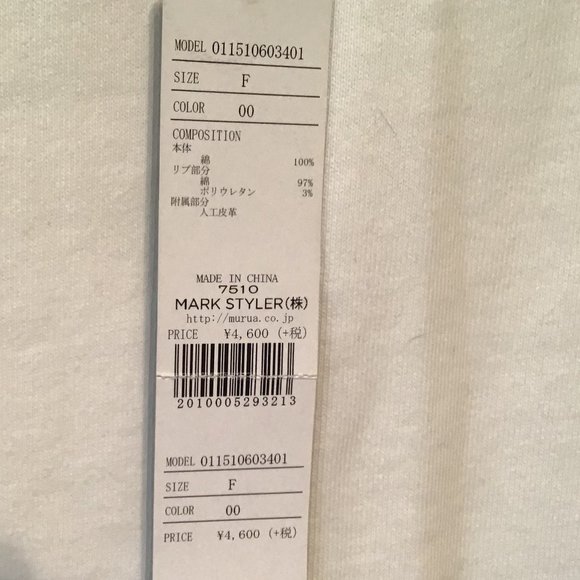 MODEL 011510603401
SIZE F
COLOR 00
COMPOSITION
本体
綿 100%
リブ部分
綿 97%
ポリウレタン 3%
附属部分
人工皮革
MADE IN CHINA
7510
MARK STYLER(株)
http://murua.co.jp
PRICE ¥4,600 (+税)
2010005293213
MODEL 011510603401
SIZE F
COLOR 00
PRICE ¥4,600 (+税)